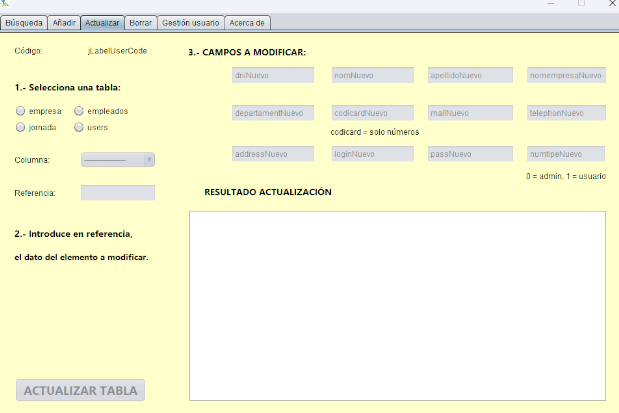 Búsqueda Añadir Actualizar Borrar Gestión usuario Acerca de
Código: jLabelUserCode
1.- Selecciona una tabla:
empresa empleados
jornada users
Columna: ----------------
Referencia:
2.- Introduce en referencia,
el dato del elemento a modificar.
ACTUALIZAR TABLA
3.- CAMPOS A MODIFICAR:
dniNuevo nomNuevo apellidoNuevo nomempresaNuevo
departamentNuevo codicardNuevo mailNuevo telephonNuevo
codicard = solo números
addressNuevo loginNuevo passNuevo numtipeNuevo
0 = admin, 1 = usuario
RESULTADO ACTUALIZACIÓN